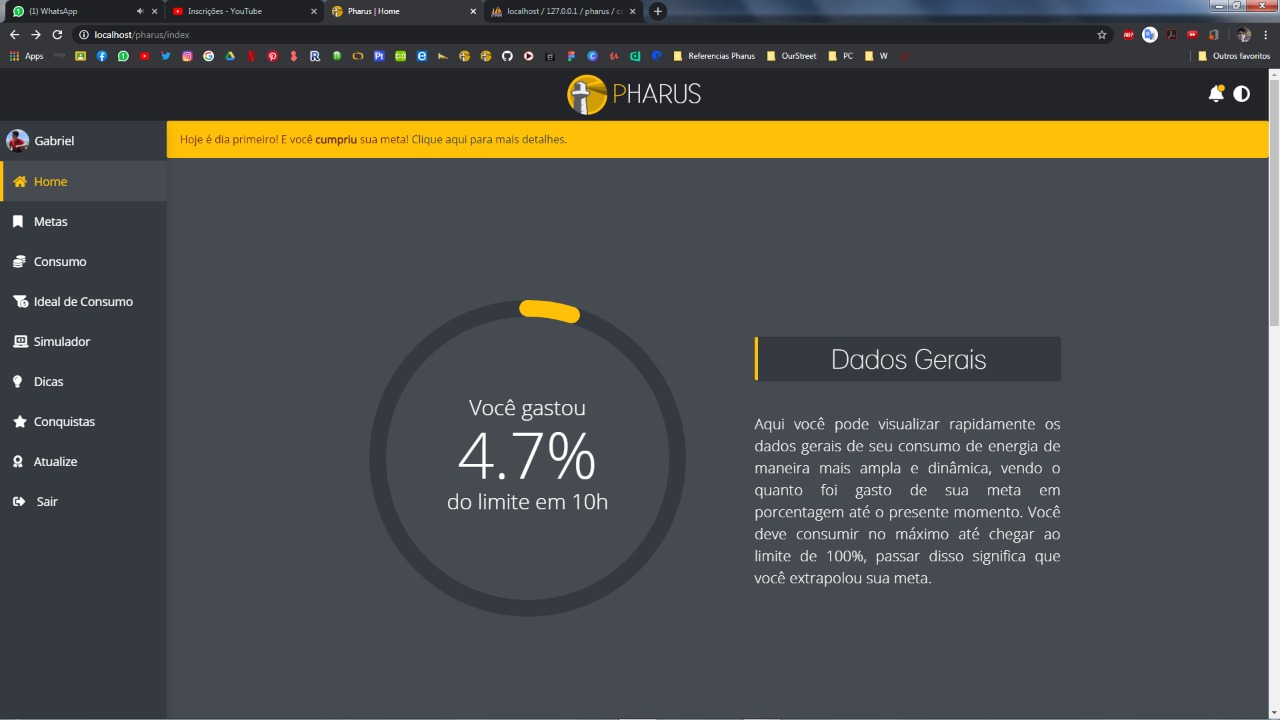 (1) WhatsApp
Inscrições - YouTube
Pharus | Home
localhost / 127.0.0.1 / pharus / c
localhost/pharus/index
Apps
Referencias Pharus
OurStreet
PC
W
Outros favoritos
PHARUS
Gabriel
Hoje é dia primeiro! E você cumpriu sua meta! Clique aqui para mais detalhes.
Home
Metas
Consumo
Ideal de Consumo
Simulador
Dicas
Conquistas
Atualize
Sair
Você gastou
4.7%
do limite em 10h
Dados Gerais
Aqui você pode visualizar rapidamente os
dados gerais de seu consumo de energia de
maneira mais ampla e dinâmica, vendo o
quanto foi gasto de sua meta em
porcentagem até o presente momento. Você
deve consumir no máximo até chegar ao
limite de 100%, passar disso significa que
você extrapolou sua meta.